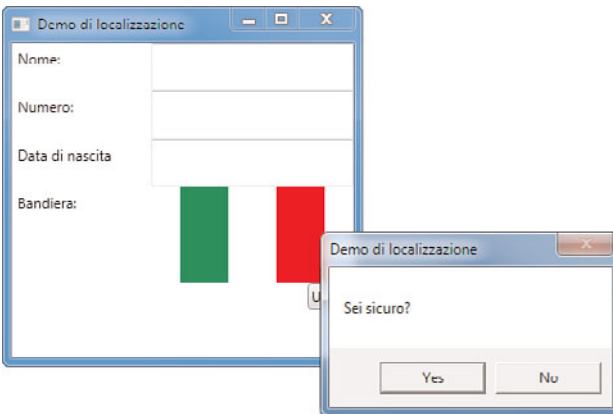 Demo di localizzazione
Nome:
Numero:
Data di nascita
Bandiera:
U
Demo di localizzazione
Sei sicuro?
Yes
No